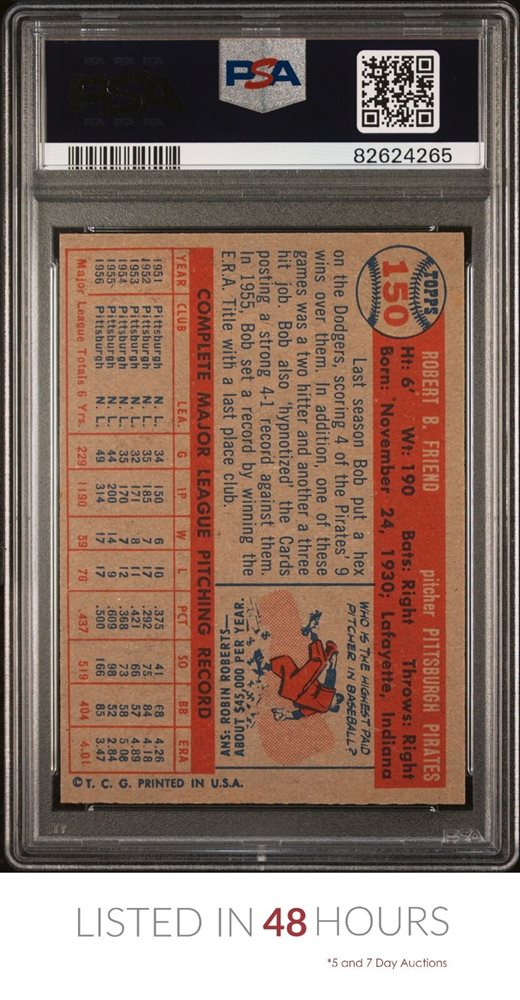 PSA
PSA
82624265
TOPPS
150
ROBERT B. FRIEND pitcher PITTSBURGH PIRATES
Ht: 6' Wt: 190 Bats: Right Throws: Right
Born: November 24, 1930; Lafayette, Indiana
Last season Bob put a hex
on the Dodgers, scoring 4 of the Pirates' 9
wins over them. In addition, one of these
games was a two hitter and another a three
hit job. Bob also 'hypnotized' the Cards
posting a strong 4-1 record against them.
In 1955, Bob set a record by winning the
E.R.A. Title with a last place club.
WHO IS THE HIGHEST PAID
PITCHER IN BASEBALL?
ANS: ROBIN ROBERTS—
ABOUT $45,000 PER YEAR.
COMPLETE MAJOR LEAGUE PITCHING RECORD
YEAR CLUB LEA. G IP W L PCT SO BB ERA
1951 Pittsburgh N. L. 34 150 6 10 .375 41 68 4.26
1952 Pittsburgh N. L. 35 185 7 17 .292 75 84 4.18
1953 Pittsburgh N. L. 32 171 8 11 .421 66 57 4.89
1954 Pittsburgh N. L. 35 170 7 12 .368 73 58 5.08
1955 Pittsburgh N. L. 44 200 14 9 .609 98 52 2.84
1956 Pittsburgh N. L. 49 314 17 17 .500 166 85 3.47
Major League Totals 6 Yrs. 229 1190 59 76 .437 519 404 4.01
©T. C. G. PRINTED IN U.S.A.
PSA
LISTED IN 48 HOURS
*5 and 7 Day Auctions